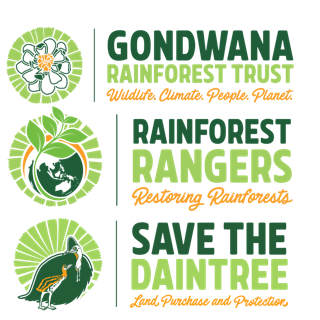 GONDWANA
RAINFOREST TRUST
Wildlife. Climate. People. Planet.
RAINFOREST
RANGERS
Restoring Rainforests
SAVE THE
DAINTREE
Land Purchase and Protection